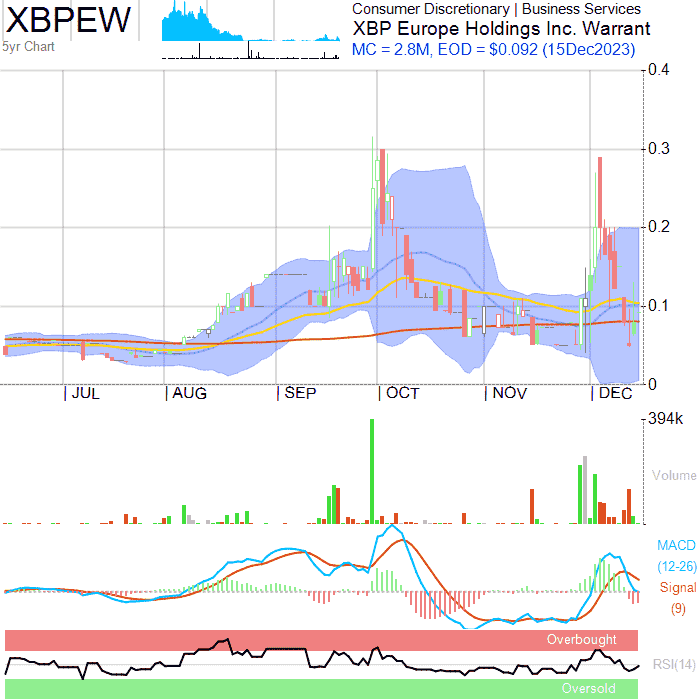 XBPEW
5yr Chart
Consumer Discretionary | Business Services
XBP Europe Holdings Inc. Warrant
MC = 2.8M, EOD = $0.092 (15Dec2023)
0.4
0.3
0.2
0.1
0
JUL AUG SEP OCT NOV DEC
394k
Volume
MACD
(12-26)
Signal
(9)
Overbought
RSI(14)
Oversold